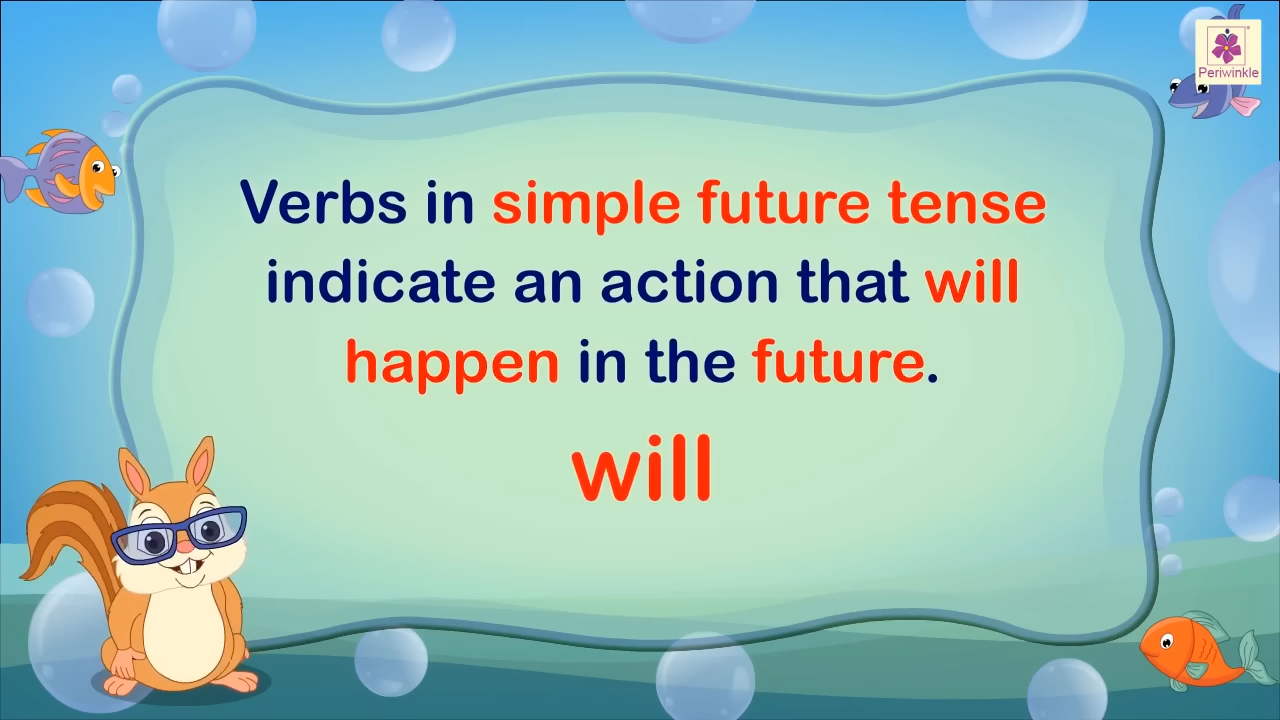 Periwinkle
Verbs in simple future tense
indicate an action that will
happen in the future.
will